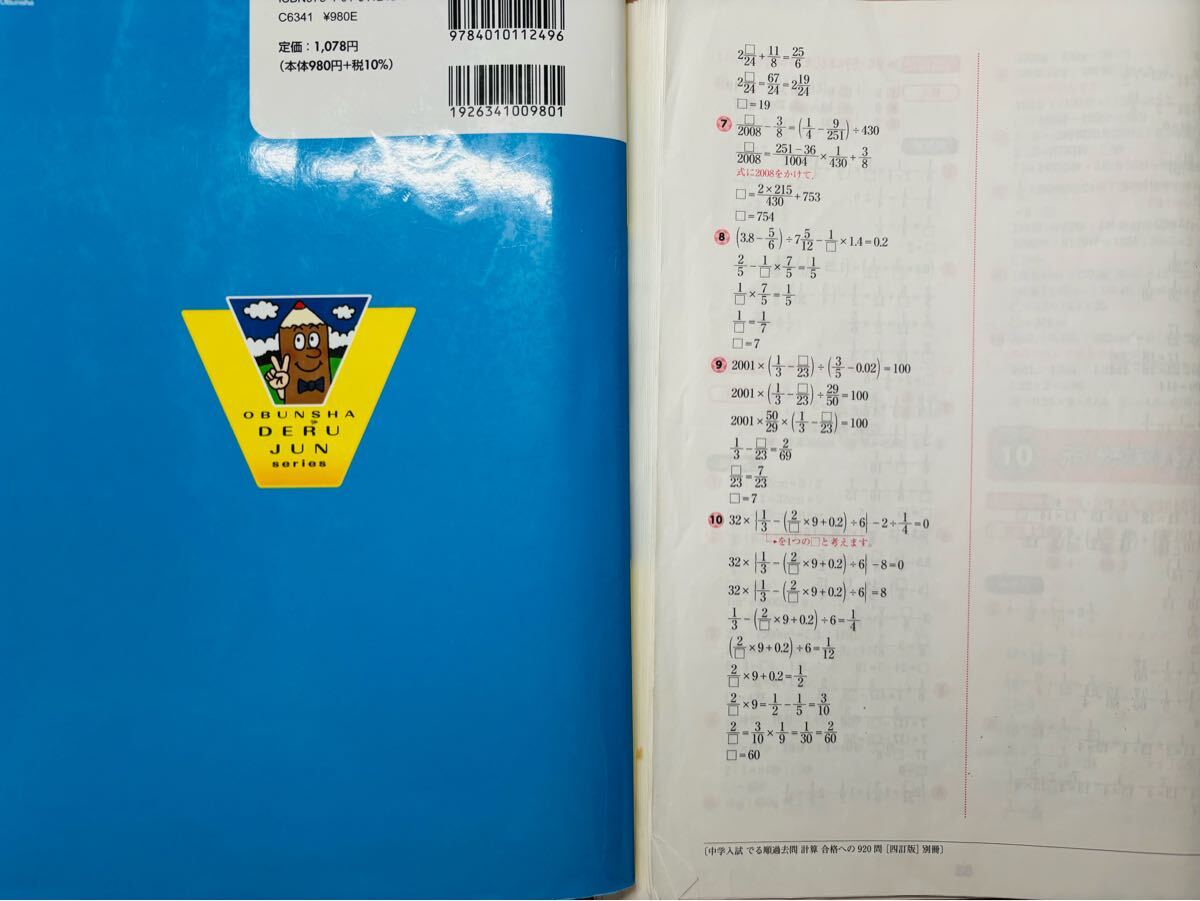 C6341 ¥980E
定価：1,078円
（本体980円+税10%）
9784010112496
1926341009801
OBUNSHA
DERU
JUN
series
2□/24+11/8=25/6
2□/24=67/24=2 19/24
□=19
7 □/2008-3/8=(1/4-9/251)÷430
□/2008=251-36/1004×1/430+3/8
式に2008をかけて，
□=2×215/430+753
□=754
8 (3.8-5/6)÷7 5/12-1/□×1.4=0.2
2/5-1/□×7/5=1/5
1/□×7/5=1/5
1/□=1/7
□=7
9 2001×(1/3-□/23)÷(3/5-0.02)=100
2001×(1/3-□/23)÷29/50=100
2001×50/29×(1/3-□/23)=100
1/3-□/23=2/69
□/23=7/23
□=7
10 32×{1/3-(2/□×9+0.2)÷6}-2÷1/4=0
を1つの□と考えます。
32×{1/3-(2/□×9+0.2)÷6}-8=0
32×{1/3-(2/□×9+0.2)÷6}=8
1/3-(2/□×9+0.2)÷6=1/4
(2/□×9+0.2)÷6=1/12
2/□×9+0.2=1/2
2/□×9=1/2-1/5=3/10
2/□=3/10×1/9=1/30=2/60
□=60
〔中学入試 でる順過去問 計算 合格への920問［四訂版］別冊〕